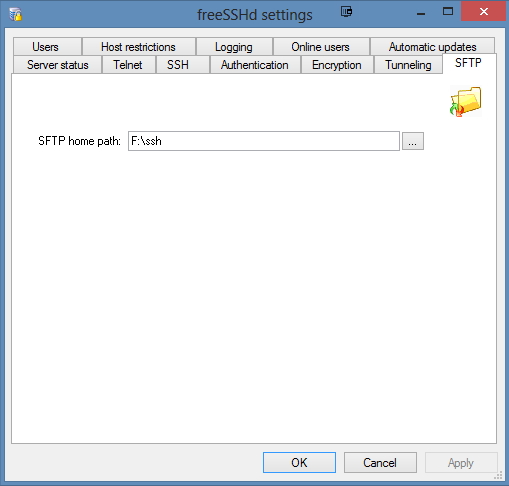 freeSSHd settings
Users Host restrictions Logging Online users Automatic updates
Server status Telnet SSH Authentication Encryption Tunneling SFTP
SFTP home path: F:\ssh ...
OK Cancel Apply